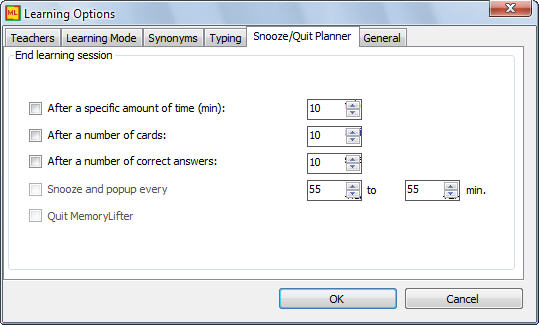 ML Learning Options
Teachers Learning Mode Synonyms Typing Snooze/Quit Planner General
End learning session
After a specific amount of time (min): 10
After a number of cards: 10
After a number of correct answers: 10
Snooze and popup every 55 to 55 min.
Quit MemoryLifter
OK Cancel